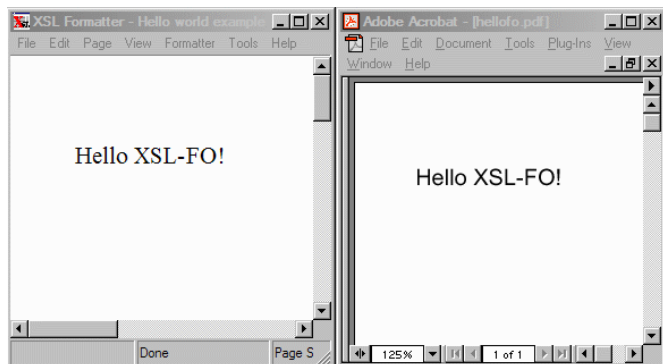 XSL Formatter - Hello world example
File Edit Page View Formatter Tools Help
Hello XSL-FO!
Done Page S
Adobe Acrobat - [hellofo.pdf]
File Edit Document Tools Plug-Ins View
Window Help
Hello XSL-FO!
125% 1 of 1